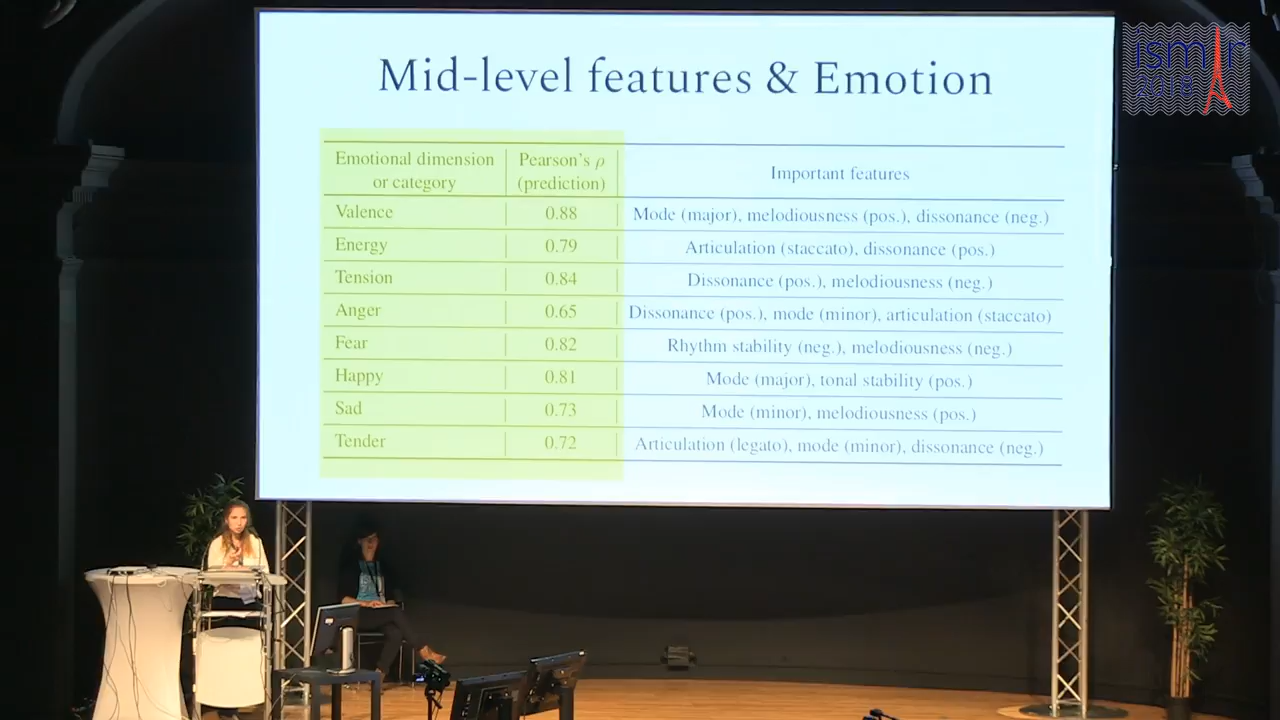 Mid-level features & Emotion
ismir
2018
Emotional dimension
or category
Pearson's ρ
(prediction)
Important features
Valence 0.88 Mode (major), melodiousness (pos.), dissonance (neg.)
Energy 0.79 Articulation (staccato), dissonance (pos.)
Tension 0.84 Dissonance (pos.), melodiousness (neg.)
Anger 0.65 Dissonance (pos.), mode (minor), articulation (staccato)
Fear 0.82 Rhythm stability (neg.), melodiousness (neg.)
Happy 0.81 Mode (major), tonal stability (pos.)
Sad 0.73 Mode (minor), melodiousness (pos.)
Tender 0.72 Articulation (legato), mode (minor), dissonance (neg.)